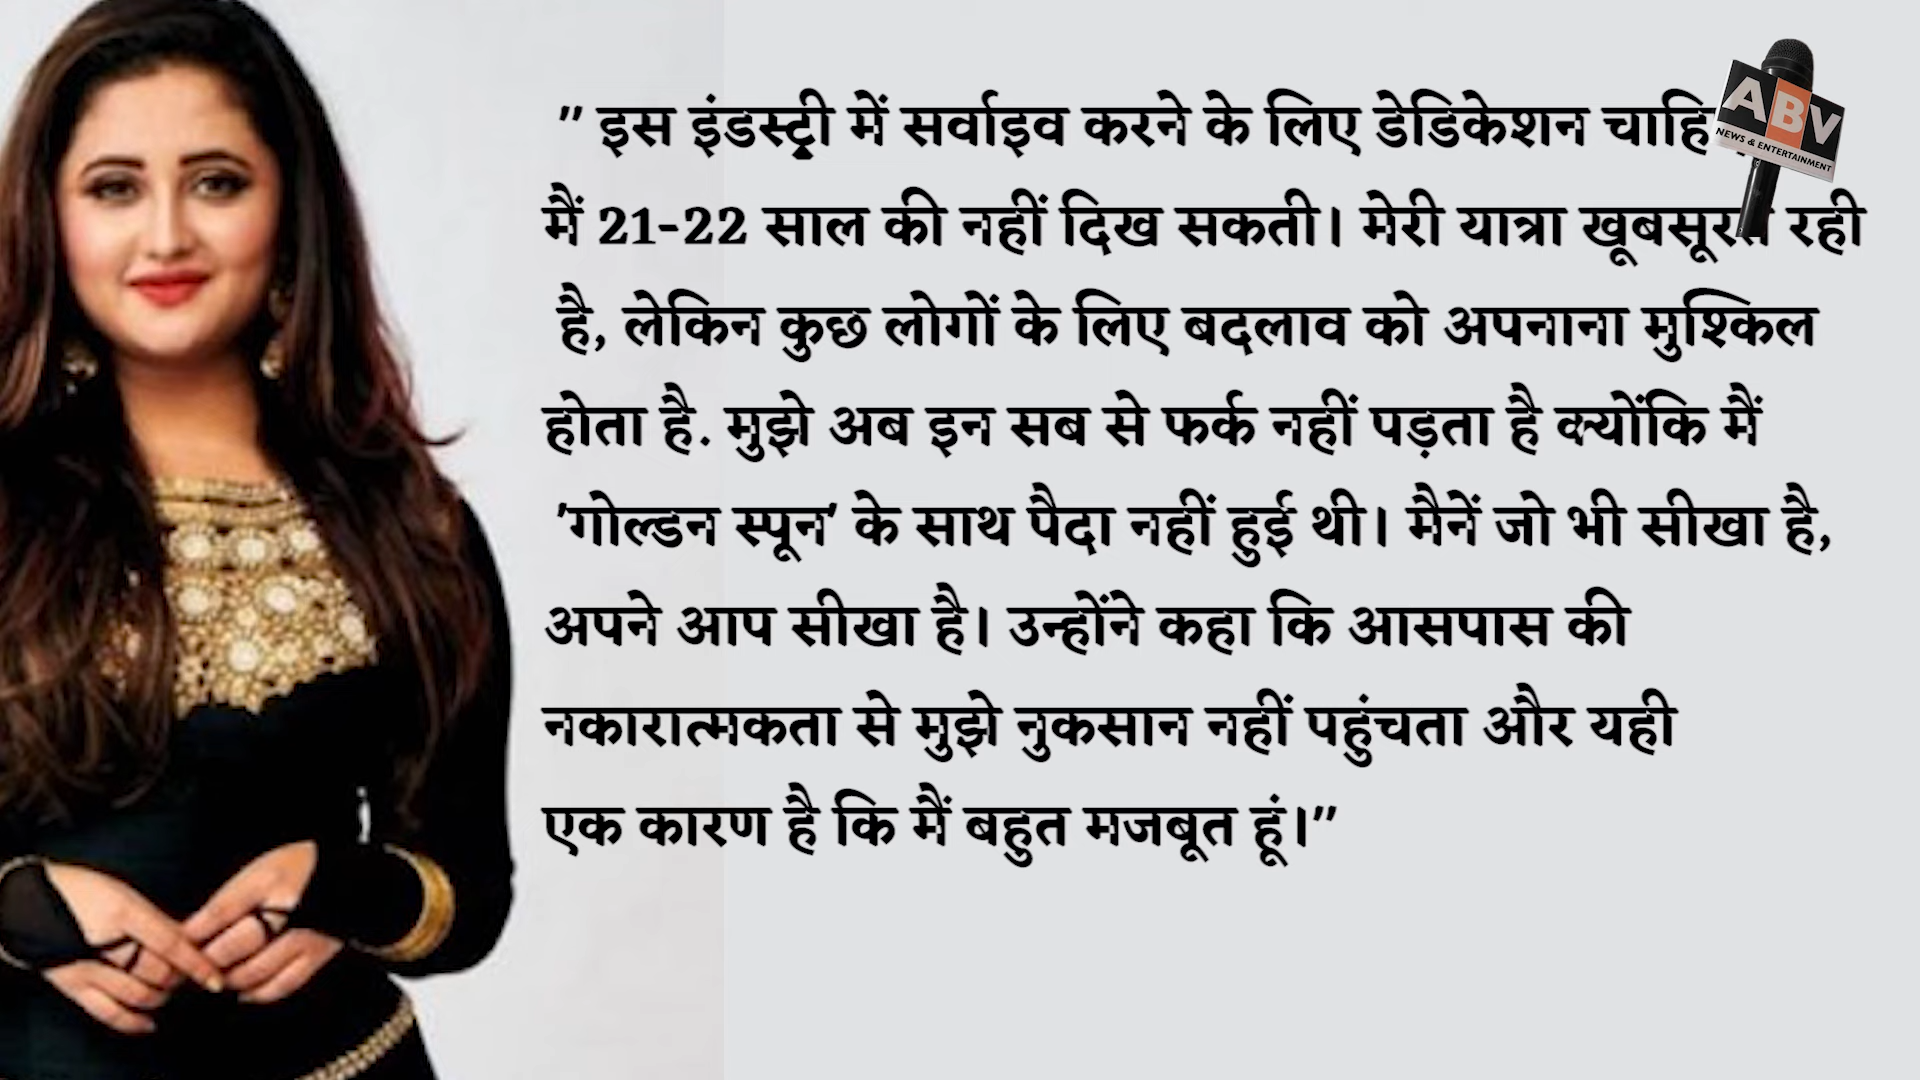 " इस इंडस्ट्री में सर्वाइव करने के लिए डेडिकेशन
मैं 21-22 साल की नहीं दिख सकती। मेरी यात्रा खूबसूरत रही
है, लेकिन कुछ लोगों के लिए बदलाव को अपनाना मुश्किल
होता है. मुझे अब इन सब से फर्क नहीं पड़ता है क्योंकि मैं
'गोल्डन स्पून' के साथ पैदा नहीं हुई थी। मैनें जो भी सीखा है,
अपने आप सीखा है। उन्होंने कहा कि आसपास की
नकारात्मकता से मुझे नुकसान नहीं पहुंचता और यही
एक कारण है कि मैं बहुत मजबूत हूं।"
ABV
NEWS & ENTERTAINMENT